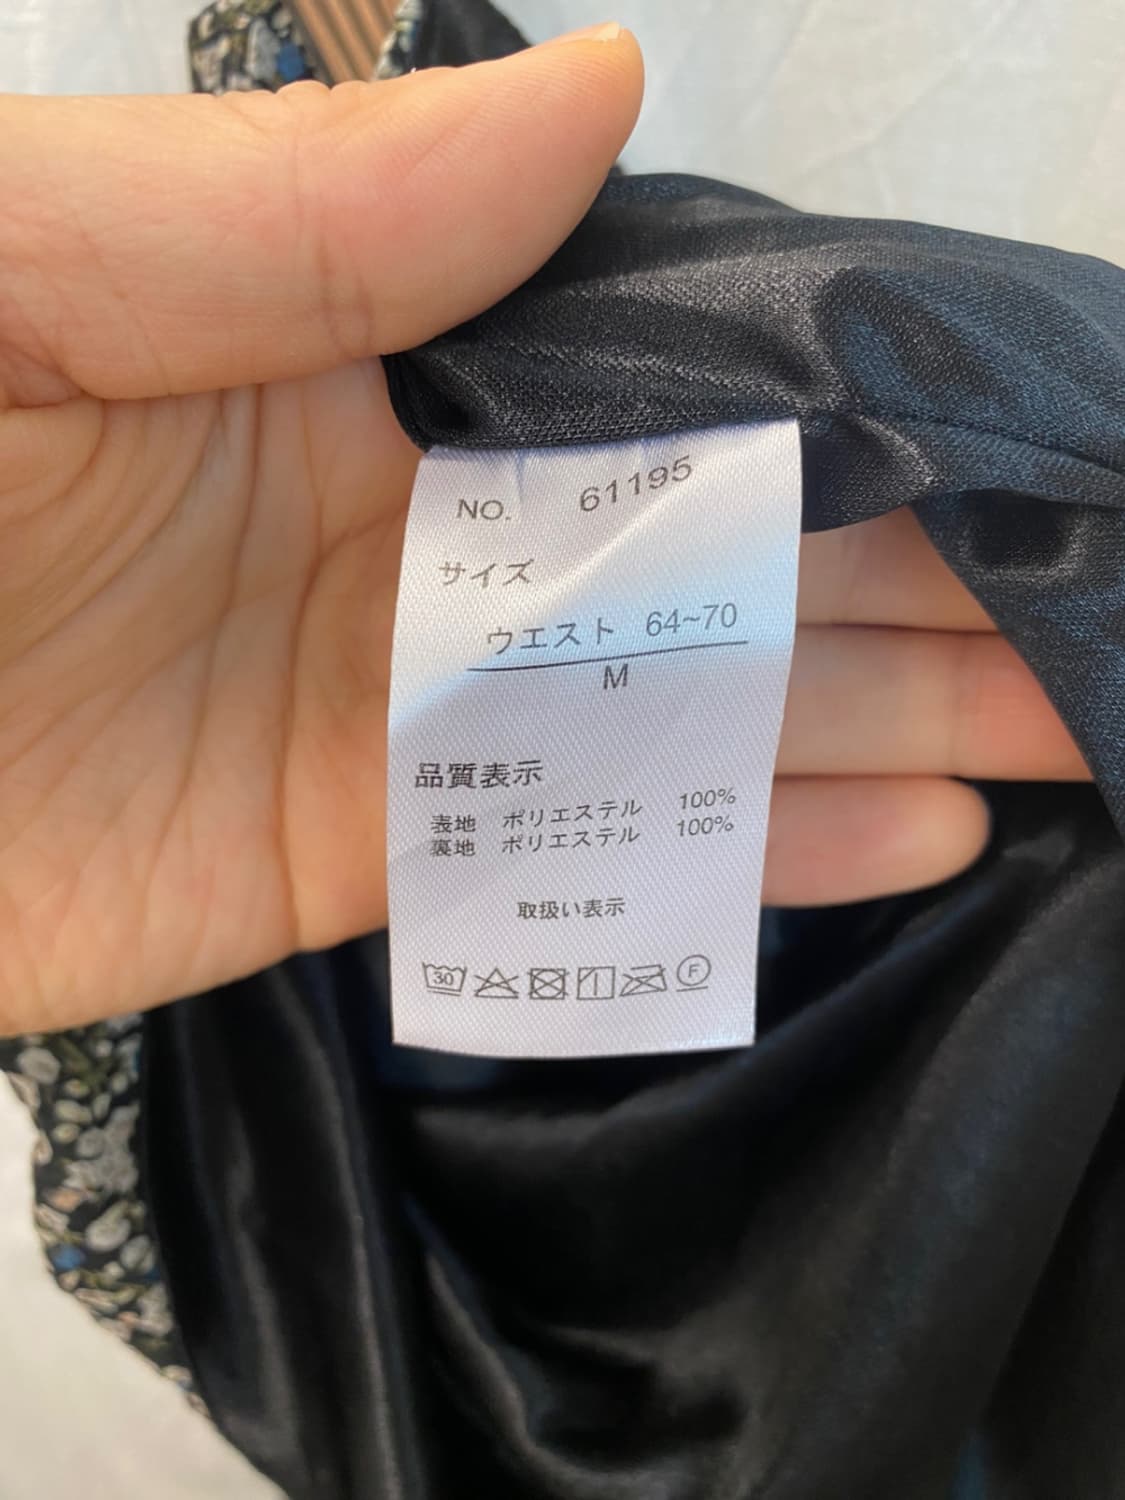 NO. 61195
サイズ
ウエスト 64~70
M
品質表示
表地 ポリエステル 100%
裏地 ポリエステル 100%
取扱い表示
30 F